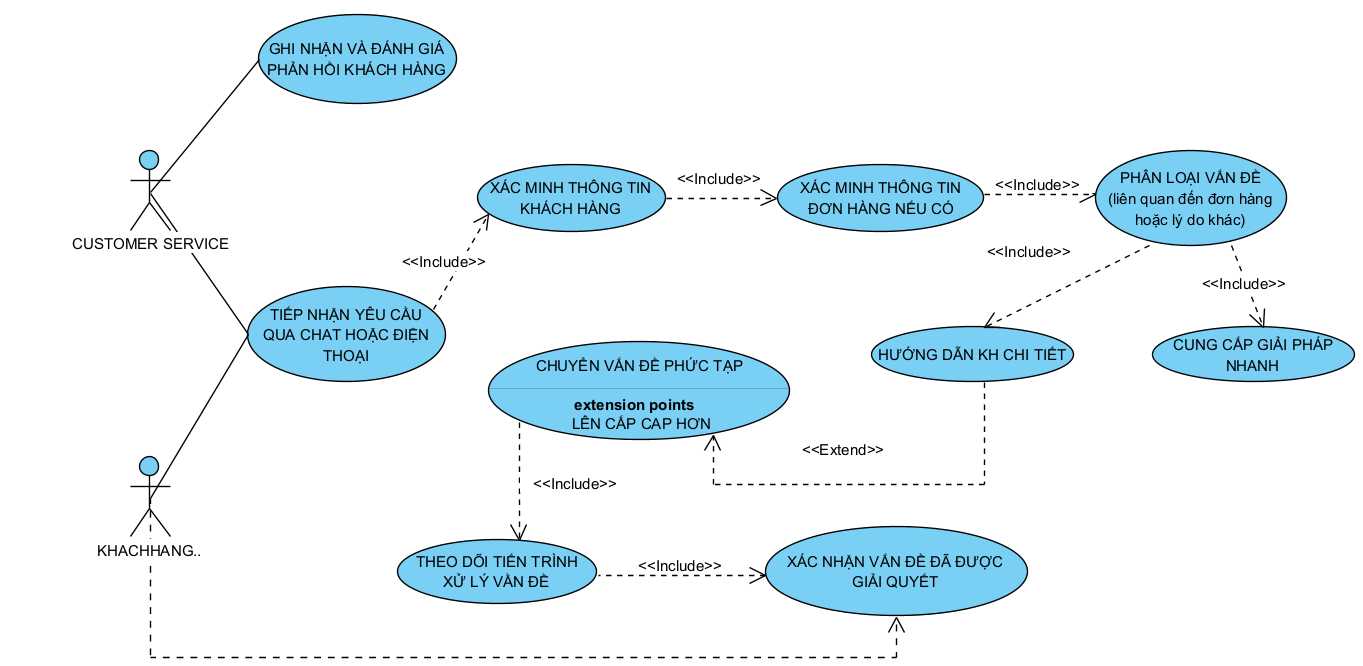 GHI NHẬN VÀ ĐÁNH GIÁ
PHẢN HỒI KHÁCH HÀNG
CUSTOMER SERVICE
TIẾP NHẬN YÊU CẦU
QUA CHAT HOẶC ĐIỆN
THOẠI
<<Include>>
XÁC MINH THÔNG TIN
KHÁCH HÀNG
<<Include>>
XÁC MINH THÔNG TIN
ĐƠN HÀNG NẾU CÓ
<<Include>>
PHÂN LOẠI VẤN ĐỀ
(liên quan đến đơn hàng
hoặc lý do khác)
<<Include>>
<<Include>>
HƯỚNG DẪN KH CHI TIẾT
CUNG CẤP GIẢI PHÁP
NHANH
CHUYỂN VẤN ĐỀ PHỨC TẠP
extension points
LÊN CẤP CAP HƠN
<<Extend>>
<<Include>>
KHACHHANG..
THEO DÕI TIẾN TRÌNH
XỬ LÝ VẤN ĐỀ
<<Include>>
XÁC NHẬN VẤN ĐỀ ĐÃ ĐƯỢC
GIẢI QUYẾT